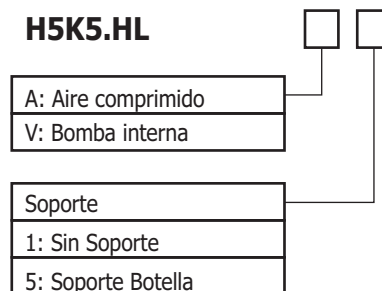 H5K5.HL
A: Aire comprimido
V: Bomba interna
Soporte
1: Sin Soporte
5: Soporte Botella